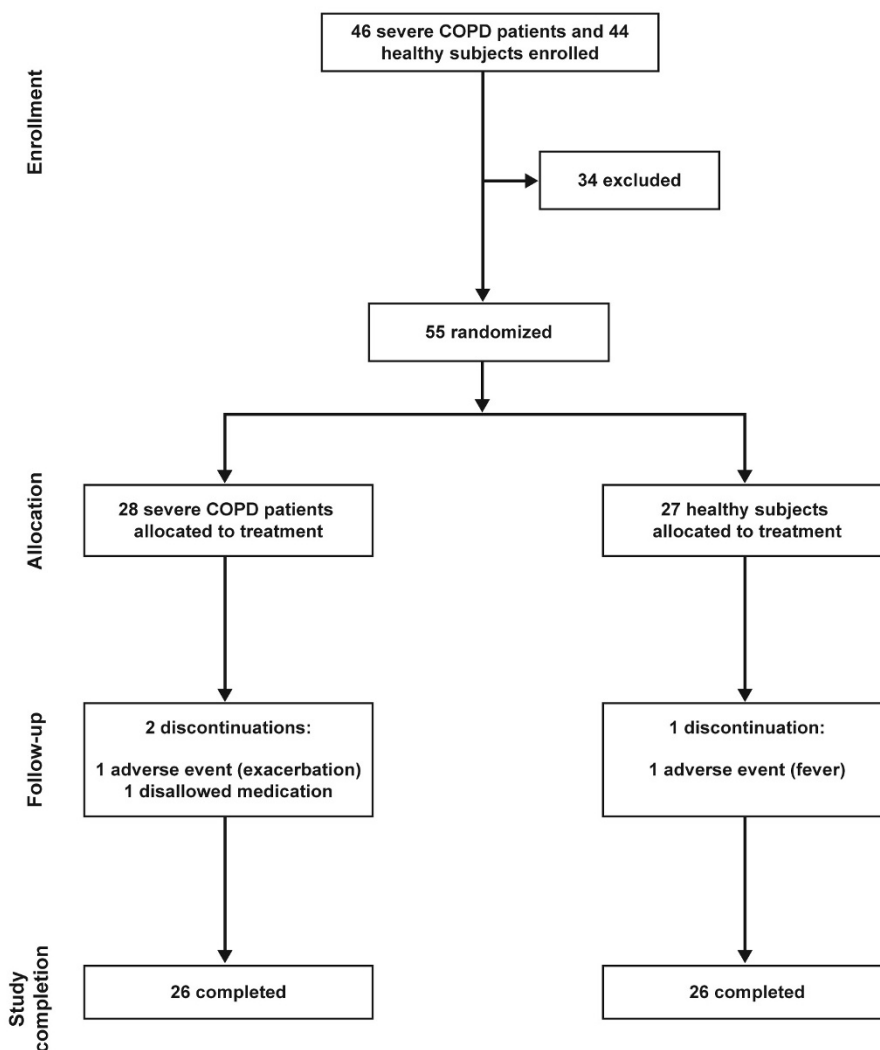 Enrollment
46 severe COPD patients and 44
healthy subjects enrolled
34 excluded
55 randomized
Allocation
28 severe COPD patients
allocated to treatment
27 healthy subjects
allocated to treatment
Follow-up
2 discontinuations:
1 adverse event (exacerbation)
1 disallowed medication
1 discontinuation:
1 adverse event (fever)
Study
completion
26 completed
26 completed